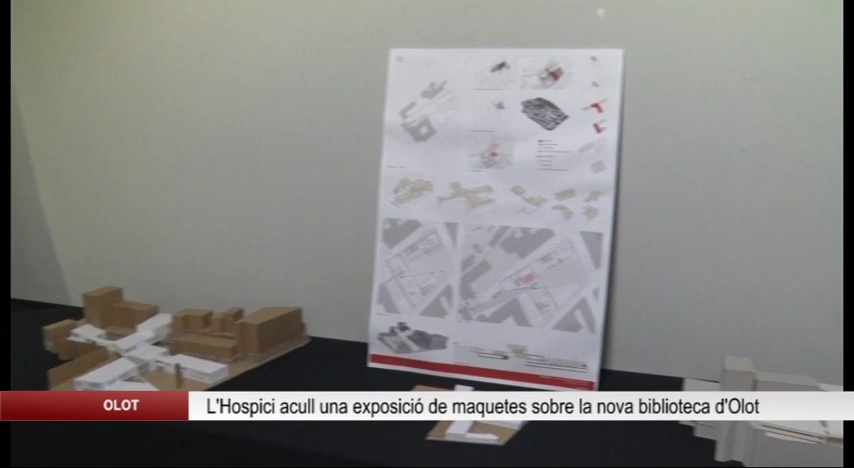 OLOT
L'Hospici acull una exposició de maquetes sobre la nova biblioteca d'Olot